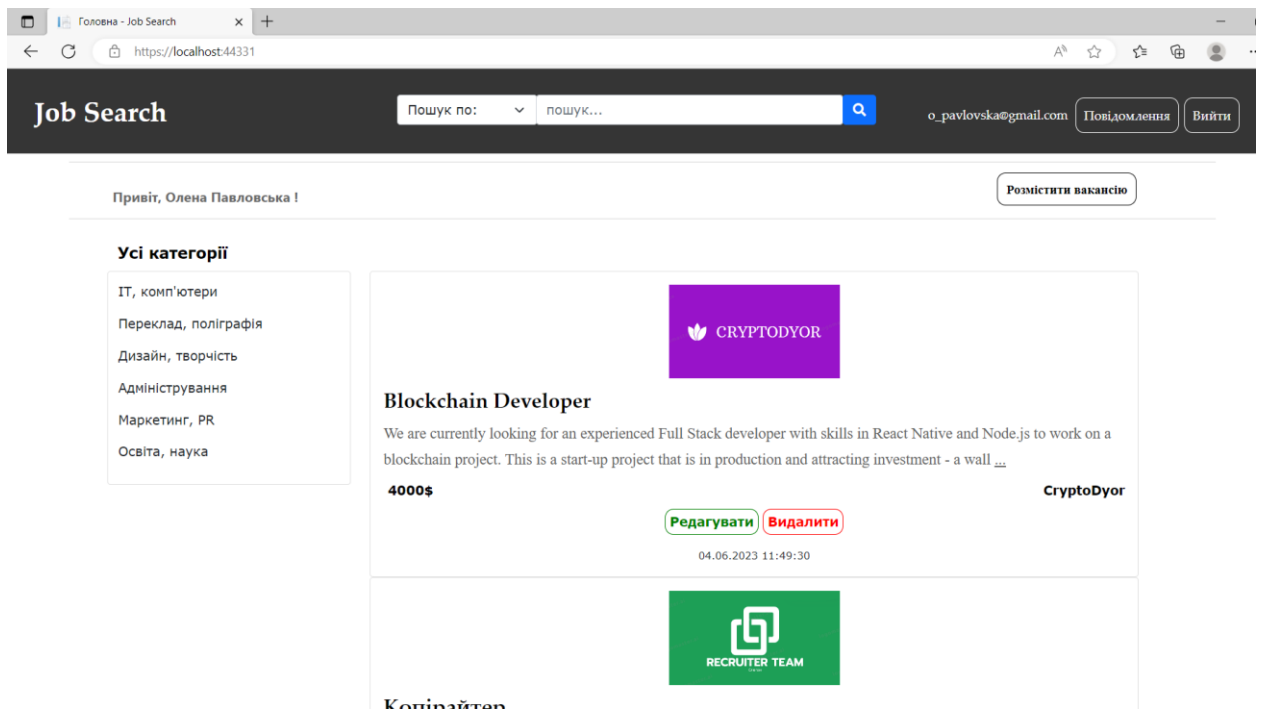 Головна - Job Search
https://localhost:44331
Job Search
Пошук по:
пошук...
o_pavlovska@gmail.com
Повідомлення
Вийти
Привіт, Олена Павловська !
Розмістити вакансію
Усі категорії
IT, комп'ютери
Переклад, поліграфія
Дизайн, творчість
Адміністрування
Маркетинг, PR
Освіта, наука
CRYPTODYOR
Blockchain Developer
We are currently looking for an experienced Full Stack developer with skills in React Native and Node.js to work on a
blockchain project. This is a start-up project that is in production and attracting investment - a wall ...
4000$
CryptoDyor
Редагувати
Видалити
04.06.2023 11:49:30
RECRUITER TEAM
Копірайтер